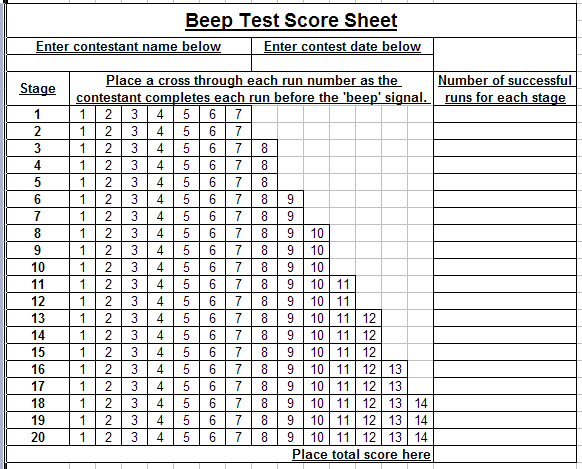 Beep Test Score Sheet
Enter contestant name below Enter contest date below
Stage Place a cross through each run number as the contestant completes each run before the 'beep' signal. Number of successful runs for each stage
1 1 2 3 4 5 6 7
2 1 2 3 4 5 6 7
3 1 2 3 4 5 6 7 8
4 1 2 3 4 5 6 7 8
5 1 2 3 4 5 6 7 8
6 1 2 3 4 5 6 7 8 9
7 1 2 3 4 5 6 7 8 9
8 1 2 3 4 5 6 7 8 9 10
9 1 2 3 4 5 6 7 8 9 10
10 1 2 3 4 5 6 7 8 9 10
11 1 2 3 4 5 6 7 8 9 10 11
12 1 2 3 4 5 6 7 8 9 10 11
13 1 2 3 4 5 6 7 8 9 10 11 12
14 1 2 3 4 5 6 7 8 9 10 11 12
15 1 2 3 4 5 6 7 8 9 10 11 12
16 1 2 3 4 5 6 7 8 9 10 11 12 13
17 1 2 3 4 5 6 7 8 9 10 11 12 13
18 1 2 3 4 5 6 7 8 9 10 11 12 13 14
19 1 2 3 4 5 6 7 8 9 10 11 12 13 14
20 1 2 3 4 5 6 7 8 9 10 11 12 13 14
Place total score here